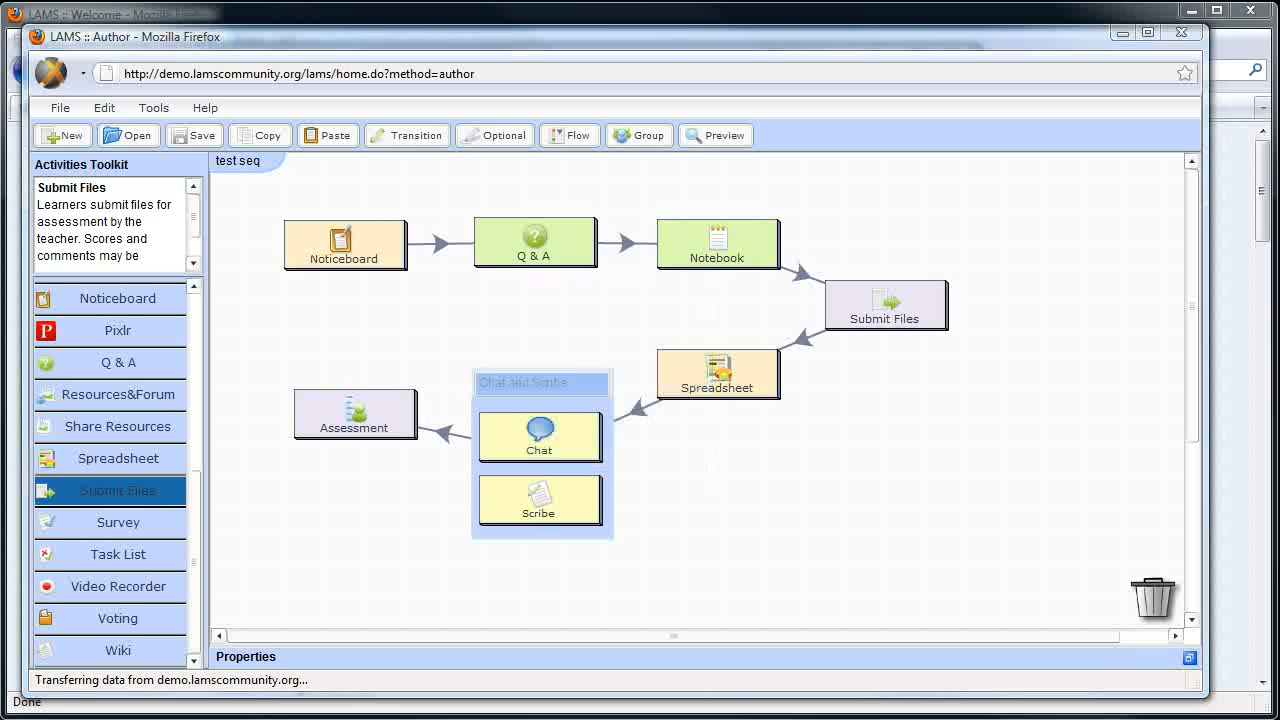 LAMS :: Welcome - Mozilla Firefox
LAMS :: Author - Mozilla Firefox
http://demo.lamscommunity.org/lams/home.do?method=author
File Edit Tools Help
New Open Save Copy Paste Transition Optional Flow Group Preview
Activities Toolkit
test seq
Submit Files
Learners submit files for
assessment by the
teacher. Scores and
comments may be
Noticeboard
Pixlr
Q & A
Resources&Forum
Share Resources
Spreadsheet
Submit Files
Survey
Task List
Video Recorder
Voting
Wiki
Noticeboard
Q & A
Notebook
Submit Files
Spreadsheet
Chat and Scribe
Chat
Scribe
Assessment
Properties
Transferring data from demo.lamscommunity.org...
Done